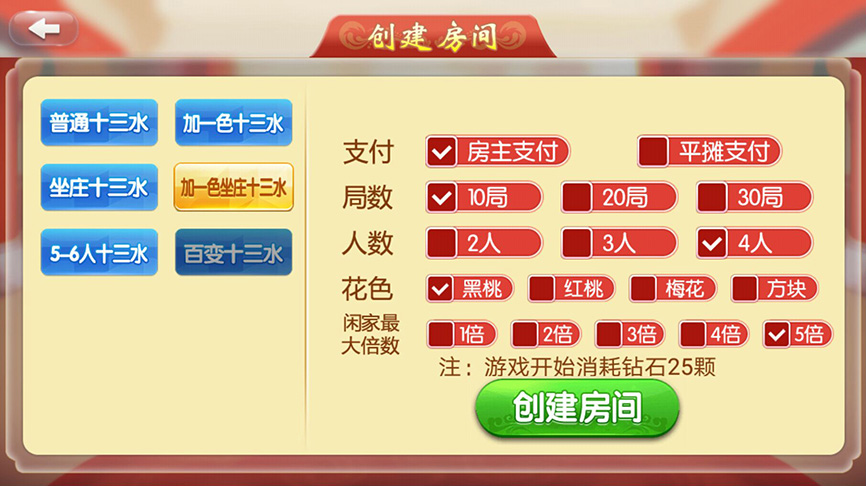 创建房间
普通十三水 加一色十三水
坐庄十三水 加一色坐庄十三水
5-6人十三水 百变十三水
支付 房主支付 平摊支付
局数 10局 20局 30局
人数 2人 3人 4人
花色 黑桃 红桃 梅花 方块
闲家最
大倍数 1倍 2倍 3倍 4倍 5倍
注：游戏开始消耗钻石25颗
创建房间